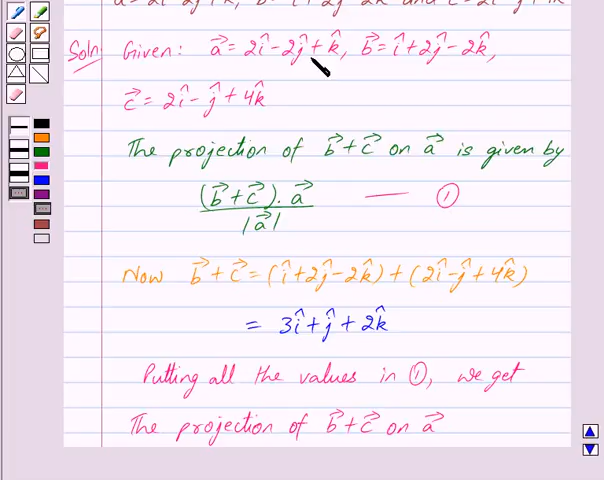 Soln Given: a⃗ = 2î - 2ĵ + k̂, b⃗ = î + 2ĵ - 2k̂,
c⃗ = 2î - ĵ + 4k̂
The projection of b⃗ + c⃗ on a⃗ is given by
(b⃗ + c⃗) . a⃗ — ①
|a⃗|
Now b⃗ + c⃗ = (î + 2ĵ - 2k̂) + (2î - ĵ + 4k̂)
= 3î + ĵ + 2k̂
Putting all the values in ①, we get
The projection of b⃗ + c⃗ on a⃗